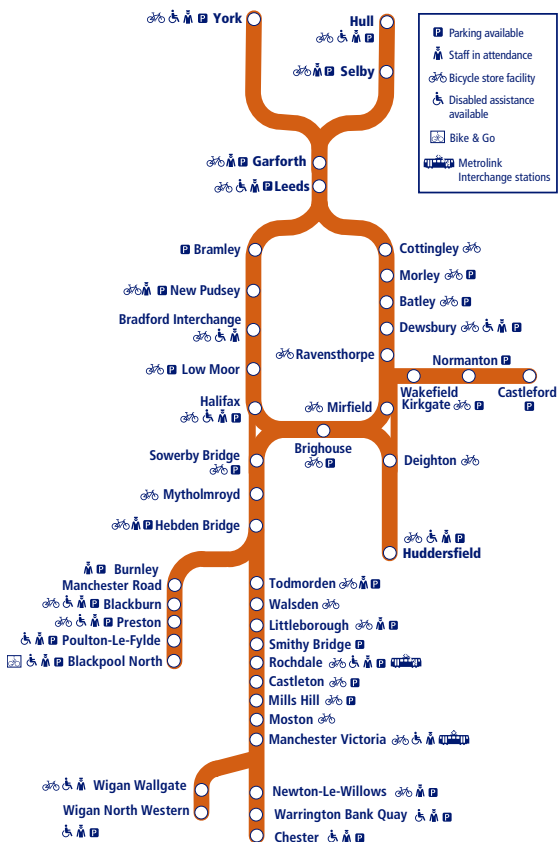 York
Hull
Selby
Garforth
Leeds
P Parking available
Staff in attendance
Bicycle store facility
Disabled assistance
available
Bike & Go
Metrolink
Interchange stations
Bramley
New Pudsey
Bradford Interchange
Low Moor
Halifax
Sowerby Bridge
Mytholmroyd
Hebden Bridge
Cottingley
Morley
Batley
Dewsbury
Ravensthorpe
Normanton
Wakefield
Kirkgate
Castleford
Mirfield
Brighouse
Deighton
Huddersfield
Burnley
Manchester Road
Blackburn
Preston
Poulton-Le-Fylde
Blackpool North
Todmorden
Walsden
Littleborough
Smithy Bridge
Rochdale
Castleton
Mills Hill
Moston
Manchester Victoria
Wigan Wallgate
Wigan North Western
Newton-Le-Willows
Warrington Bank Quay
Chester